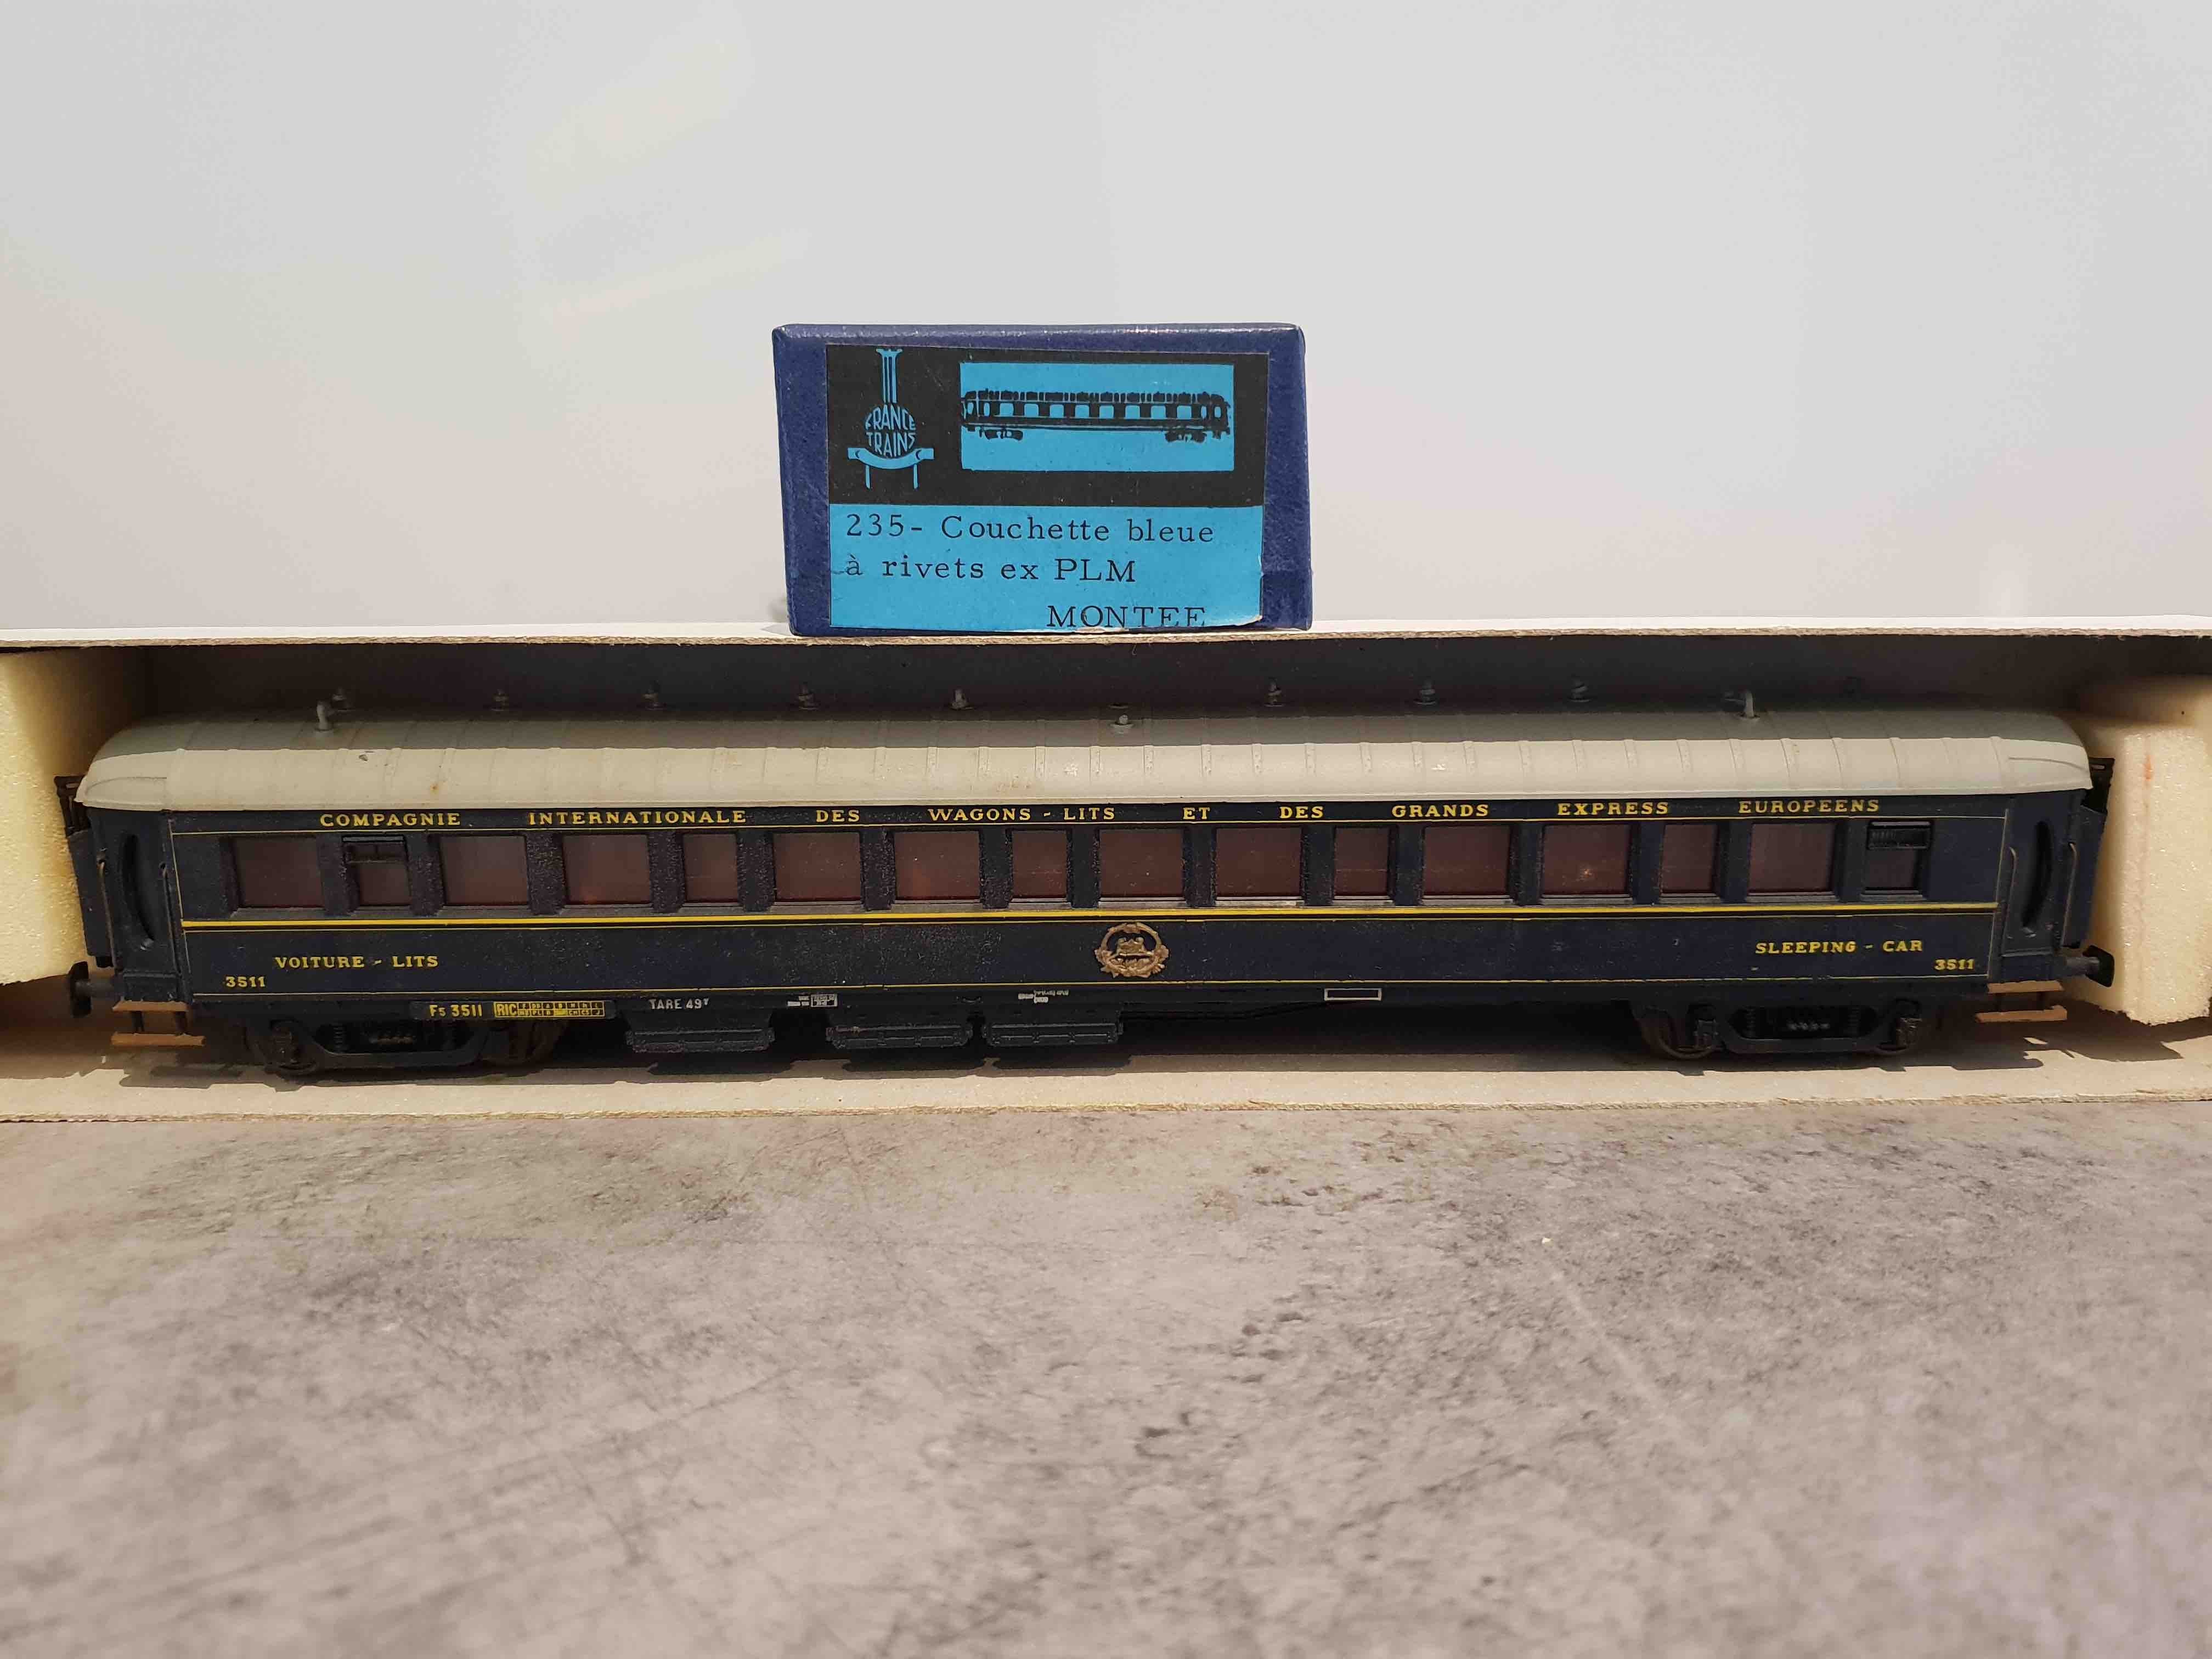 FRANCE
TRAINS
235- Couchette bleue
à rivets ex PLM
MONTEE
COMPAGNIE INTERNATIONALE DES WAGONS - LITS ET DES GRANDS EXPRESS EUROPEENS
VOITURE - LITS
SLEEPING - CAR
3511
3511
Fs 3511 RIC
TARE 49T